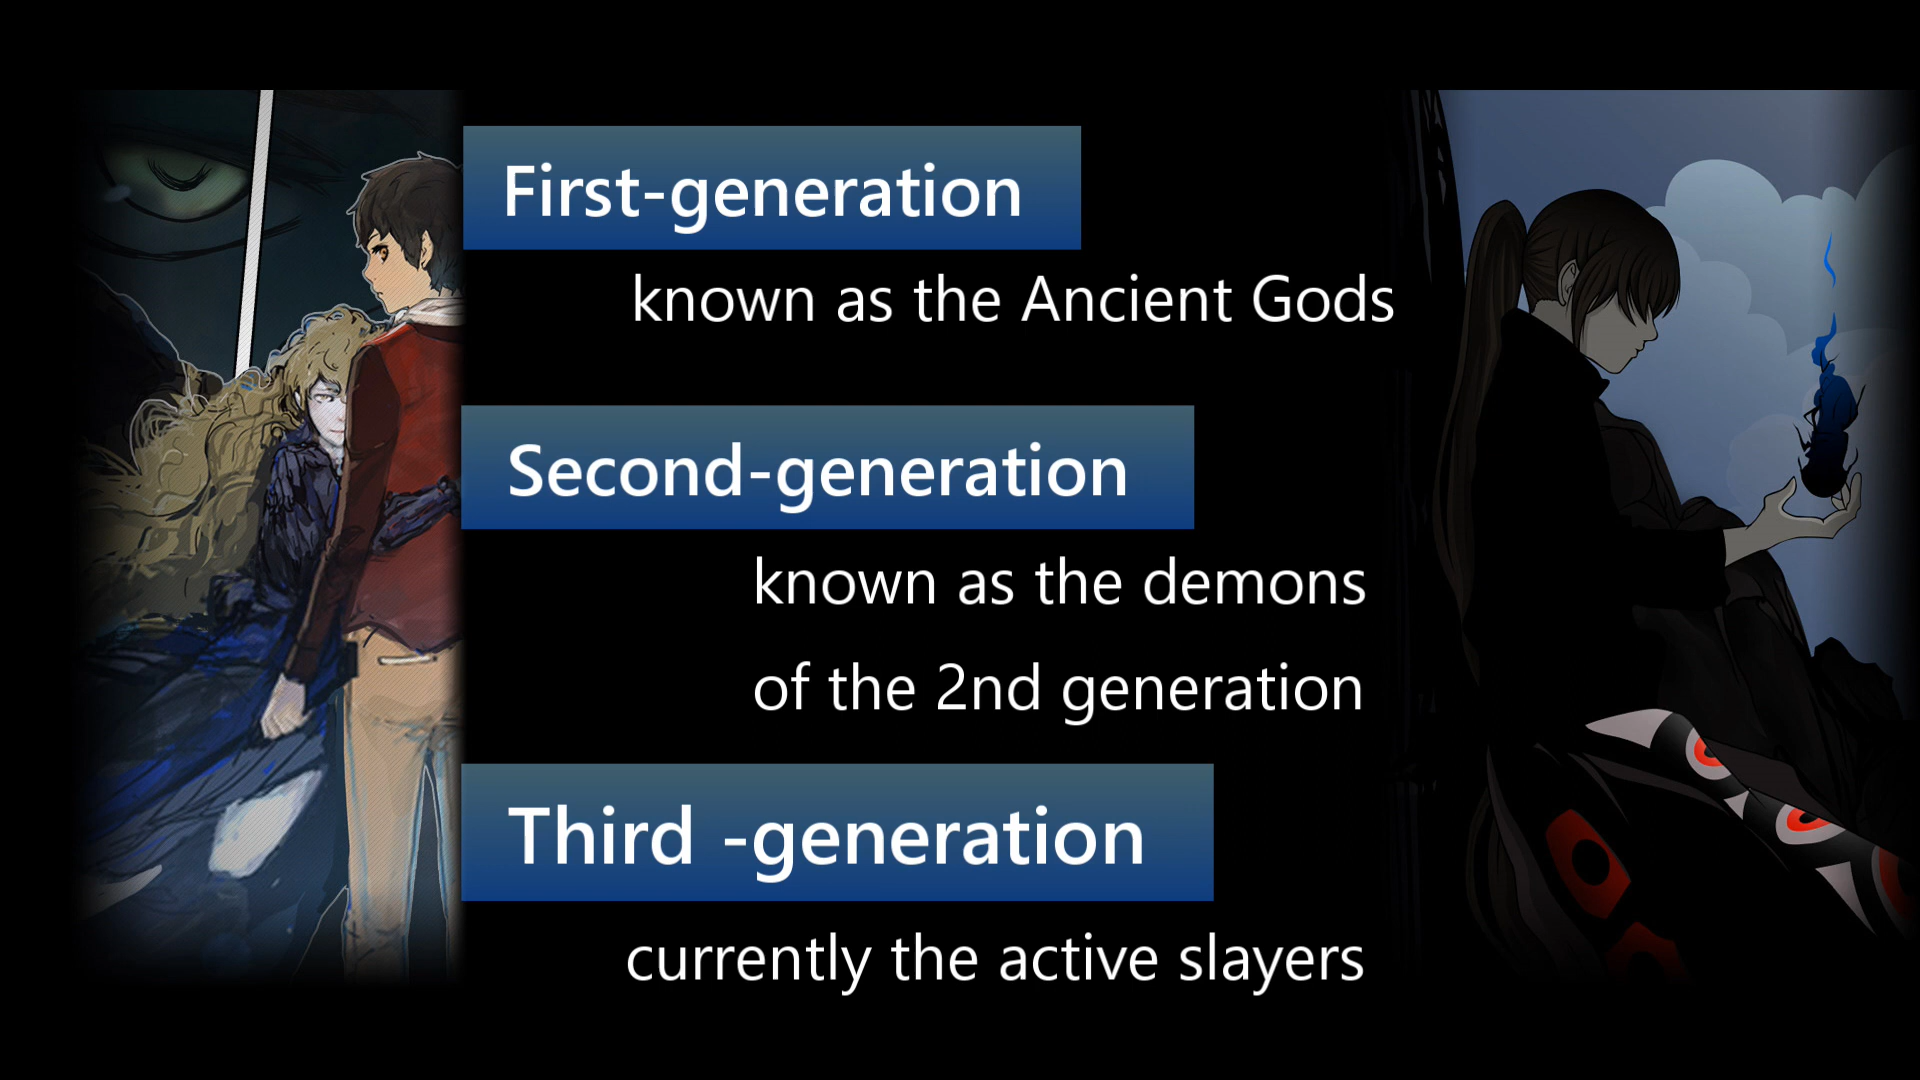 First-generation
known as the Ancient Gods
Second-generation
known as the demons
of the 2nd generation
Third -generation
currently the active slayers